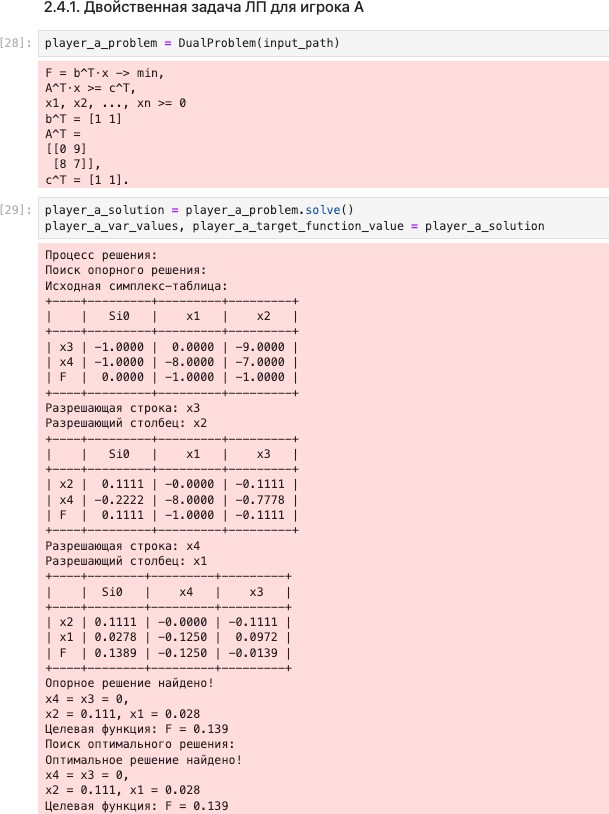 2.4.1. Двойственная задача ЛП для игрока A
[28]: player_a_problem = DualProblem(input_path)
F = b^T·x -> min,
A^T·x >= c^T,
x1, x2, ..., xn >= 0
b^T = [1 1]
A^T =
[[0 9]
 [8 7]],
c^T = [1 1].
[29]: player_a_solution = player_a_problem.solve()
player_a_var_values, player_a_target_function_value = player_a_solution
Процесс решения:
Поиск опорного решения:
Исходная симплекс-таблица:
+----+---------+---------+---------+
|    |   Si0   |   x1    |   x2    |
+----+---------+---------+---------+
| x3 | -1.0000 |  0.0000 | -9.0000 |
| x4 | -1.0000 | -8.0000 | -7.0000 |
| F  |  0.0000 | -1.0000 | -1.0000 |
+----+---------+---------+---------+
Разрешающая строка: x3
Разрешающий столбец: x2
+----+---------+---------+---------+
|    |   Si0   |   x1    |   x3    |
+----+---------+---------+---------+
| x2 |  0.1111 | -0.0000 | -0.1111 |
| x4 | -0.2222 | -8.0000 | -0.7778 |
| F  |  0.1111 | -1.0000 | -0.1111 |
+----+---------+---------+---------+
Разрешающая строка: x4
Разрешающий столбец: x1
+----+--------+---------+---------+
|    |  Si0   |   x4    |   x3    |
+----+--------+---------+---------+
| x2 | 0.1111 | -0.0000 | -0.1111 |
| x1 | 0.0278 | -0.1250 |  0.0972 |
| F  | 0.1389 | -0.1250 | -0.0139 |
+----+--------+---------+---------+
Опорное решение найдено!
x4 = x3 = 0,
x2 = 0.111, x1 = 0.028
Целевая функция: F = 0.139
Поиск оптимального решения:
Оптимальное решение найдено!
x4 = x3 = 0,
x2 = 0.111, x1 = 0.028
Целевая функция: F = 0.139